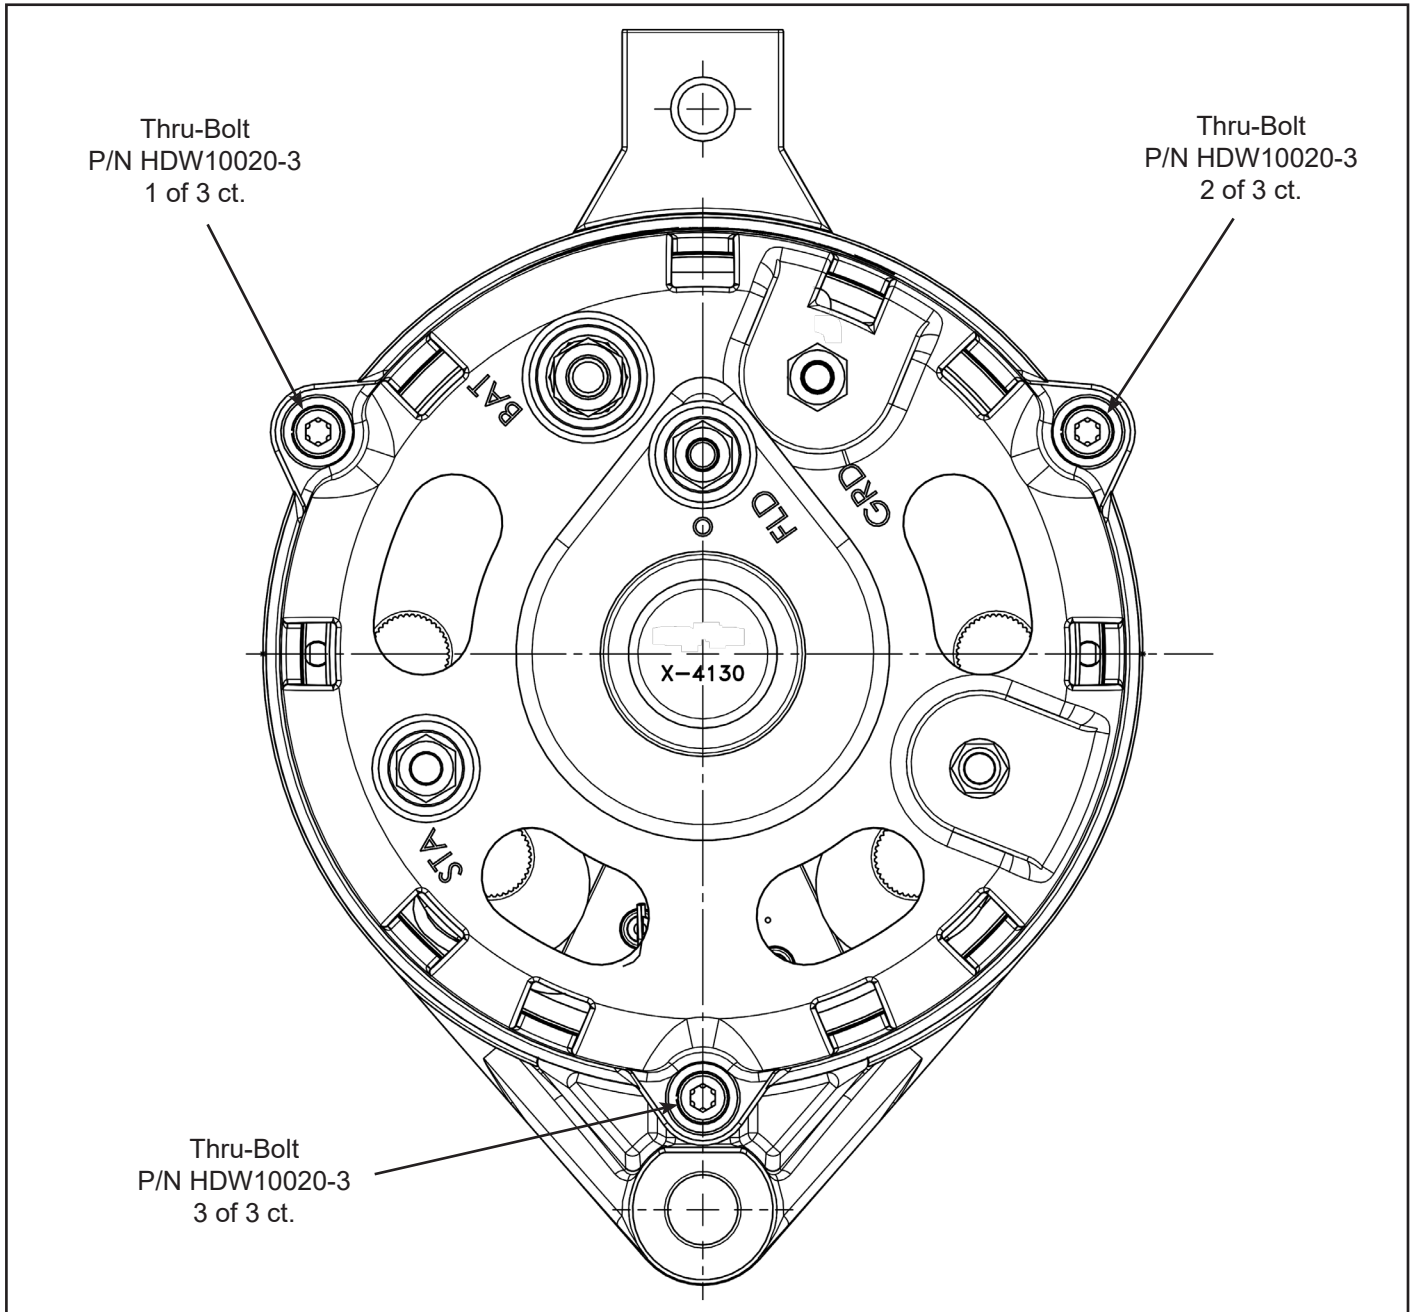 Thru-Bolt
P/N HDW10020-3
1 of 3 ct.
Thru-Bolt
P/N HDW10020-3
2 of 3 ct.
BAT
GRD
FLD
X-4130
STA
Thru-Bolt
P/N HDW10020-3
3 of 3 ct.